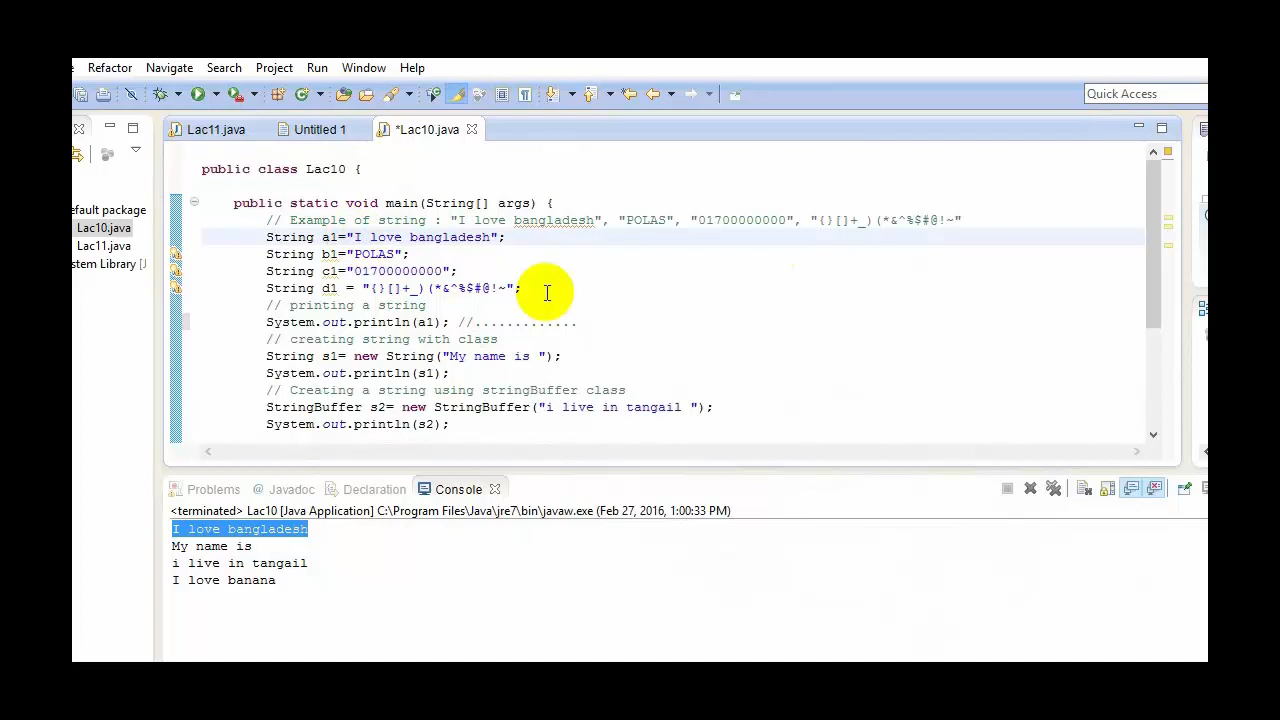 Refactor Navigate Search Project Run Window Help
Quick Access
Lac11.java Untitled 1 *Lac10.java
efault package
Lac10.java
Lac11.java
stem Library [J
public class Lac10 {
public static void main(String[] args) {
// Example of string : "I love bangladesh", "POLAS", "01700000000", "{}[]+_)(*&^%$#@!~"
String a1="I love bangladesh";
String b1="POLAS";
String c1="01700000000";
String d1 = "{}[]+_)(*&^%$#@!~";
// printing a string
System.out.println(a1); //.............
// creating string with class
String s1= new String("My name is ");
System.out.println(s1);
// Creating a string using stringBuffer class
StringBuffer s2= new StringBuffer("i live in tangail ");
System.out.println(s2);
Problems @ Javadoc Declaration Console
<terminated> Lac10 [Java Application] C:\Program Files\Java\jre7\bin\javaw.exe (Feb 27, 2016, 1:00:33 PM)
I love bangladesh
My name is
i live in tangail
I love banana